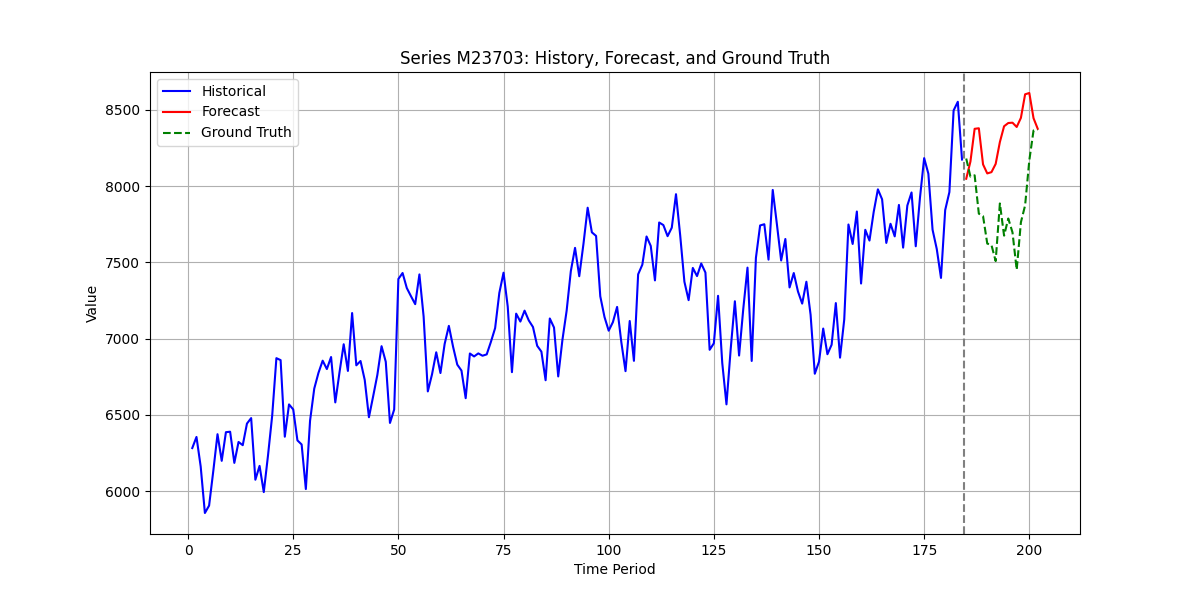 Series M23703: History, Forecast, and Ground Truth
Historical
Forecast
Ground Truth
8500
8000
7500
7000
6500
6000
Value
0 25 50 75 100 125 150 175 200
Time Period